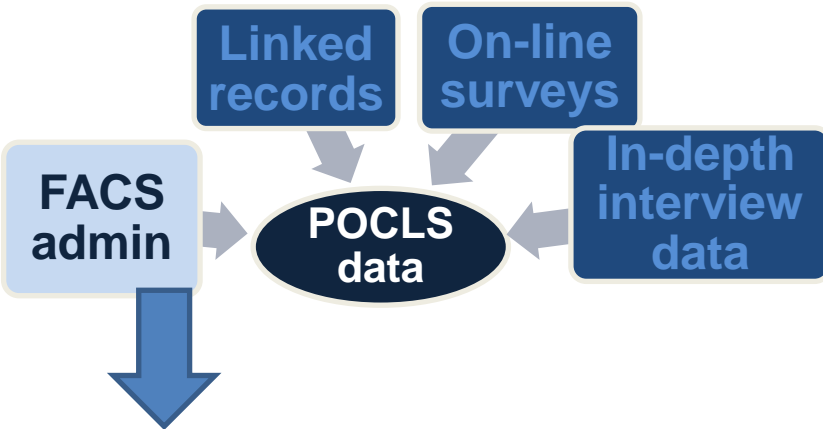 Linked
records
On-line
surveys
FACS
admin
POCLS
data
In-depth
interview
data